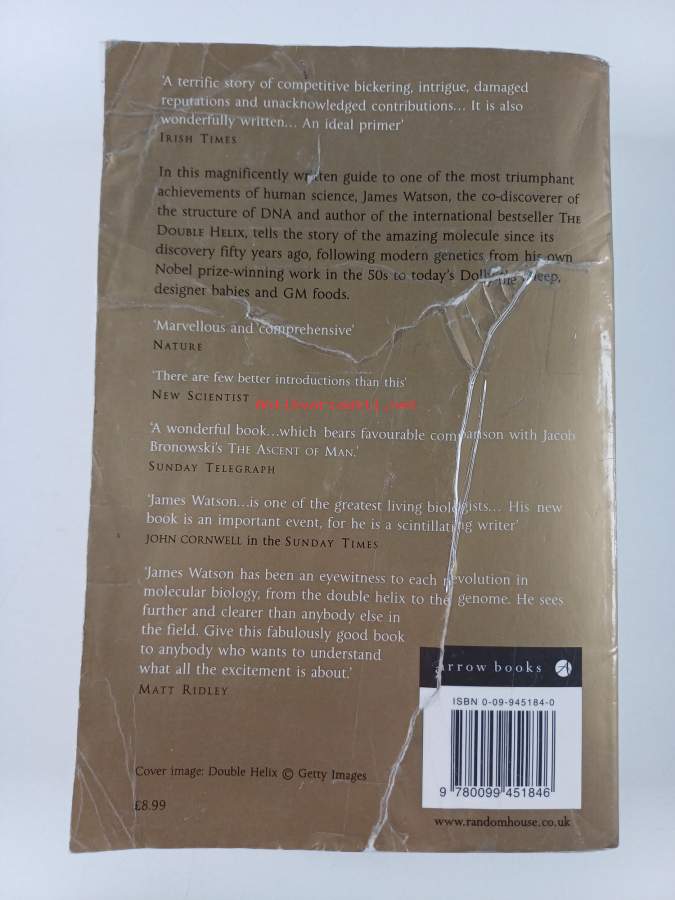 'A terrific story of competitive bickering, intrigue, damaged
reputations and unacknowledged contributions... It is also
wonderfully written... An ideal primer'
IRISH TIMES
In this magnificently written guide to one of the most triumphant
achievements of human science, James Watson, the co-discoverer of
the structure of DNA and author of the international bestseller THE
DOUBLE HELIX, tells the story of the amazing molecule since its
discovery fifty years ago, following modern genetics from his own
Nobel prize-winning work in the 50s to today's Dolly the sheep,
designer babies and GM foods.
'Marvellous and comprehensive'
NATURE
'There are few better introductions than this'
NEW SCIENTIST
'A wonderful book...which bears favourable comparison with Jacob
Bronowski's THE ASCENT OF MAN.'
SUNDAY TELEGRAPH
'James Watson...is one of the greatest living biologists... His new
book is an important event, for he is a scintillating writer'
JOHN CORNWELL in the SUNDAY TIMES
'James Watson has been an eyewitness to each revolution in
molecular biology, from the double helix to the genome. He sees
further and clearer than anybody else in
the field. Give this fabulously good book
to anybody who wants to understand
what all the excitement is about.'
MATT RIDLEY
arrow books
ISBN 0-09-945184-0
9 780099 451846
www.randomhouse.co.uk
Cover image: Double Helix © Getty Images
£8.99